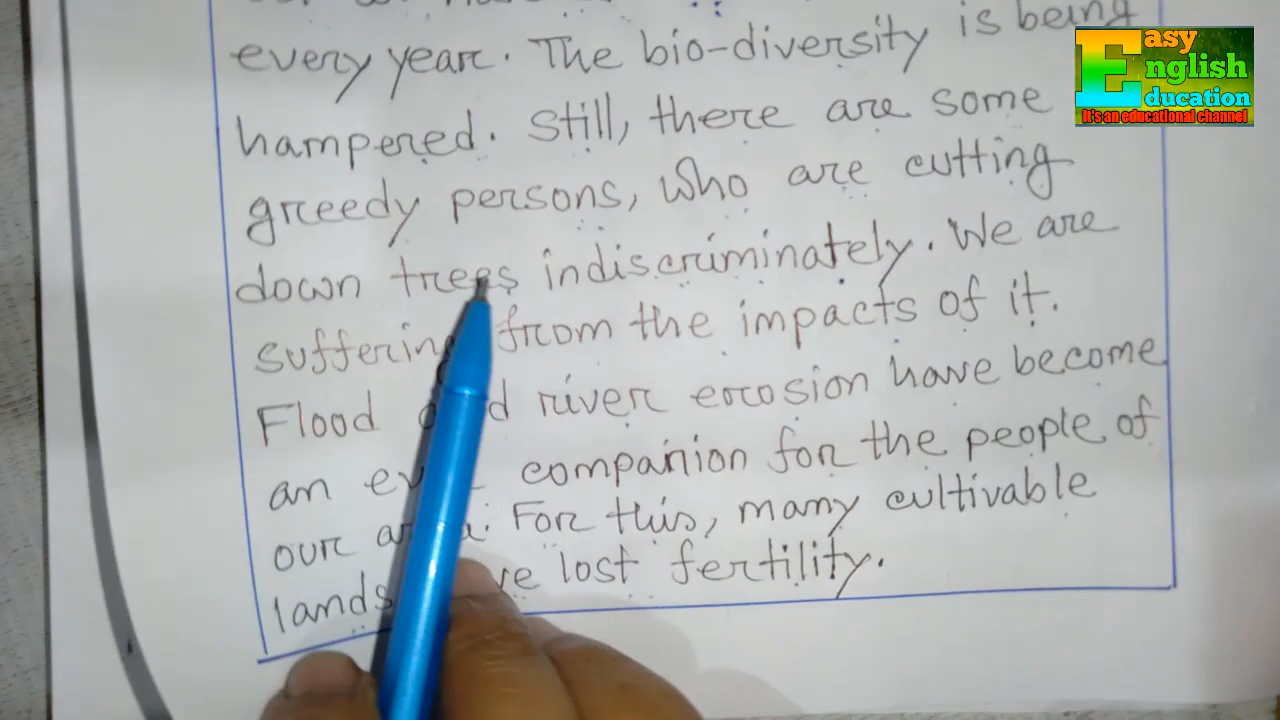 every year. The bio-diversity is being
hampered. Still, there are some
greedy persons, who are cutting
down trees indiscriminately. We are
suffering from the impacts of it.
Flood river erosion have become
an companion for the people of
our For this, many cultivable
lands lost fertility.
Easy
English
Education
It's an educational channel